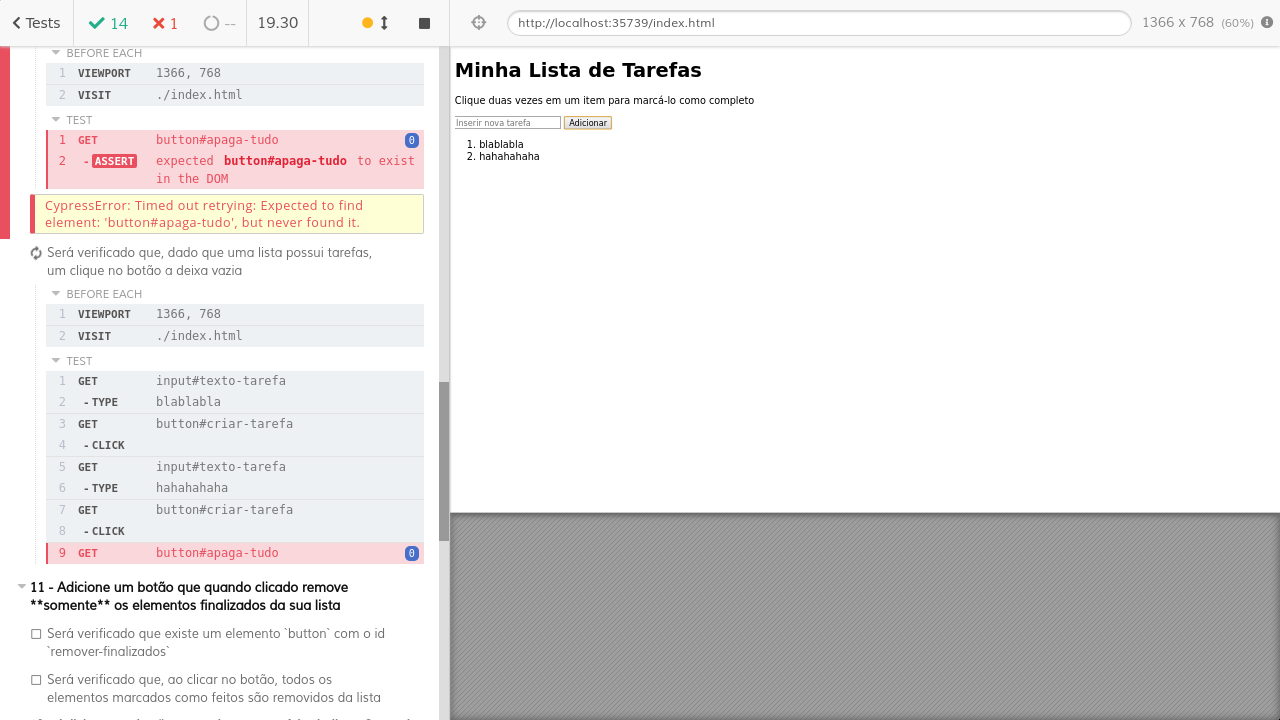 Tests
14
1
--
19.30
http://localhost:35739/index.html
1366 x 768 (60%)
BEFORE EACH
1 VIEWPORT 1366, 768
2 VISIT ./index.html
TEST
1 GET button#apaga-tudo 0
2 -ASSERT expected button#apaga-tudo to exist
in the DOM
CypressError: Timed out retrying: Expected to find
element: 'button#apaga-tudo', but never found it.
Será verificado que, dado que uma lista possui tarefas,
um clique no botão a deixa vazia
BEFORE EACH
1 VIEWPORT 1366, 768
2 VISIT ./index.html
TEST
1 GET input#texto-tarefa
2 -TYPE blablabla
3 GET button#criar-tarefa
4 -CLICK
5 GET input#texto-tarefa
6 -TYPE hahahahaha
7 GET button#criar-tarefa
8 -CLICK
9 GET button#apaga-tudo 0
11 - Adicione um botão que quando clicado remove
**somente** os elementos finalizados da sua lista
Será verificado que existe um elemento `button` com o id
`remover-finalizados`
Será verificado que, ao clicar no botão, todos os
elementos marcados como feitos são removidos da lista
Minha Lista de Tarefas
Clique duas vezes em um item para marcá-lo como completo
Inserir nova tarefa Adicionar
1. blablabla
2. hahahahaha